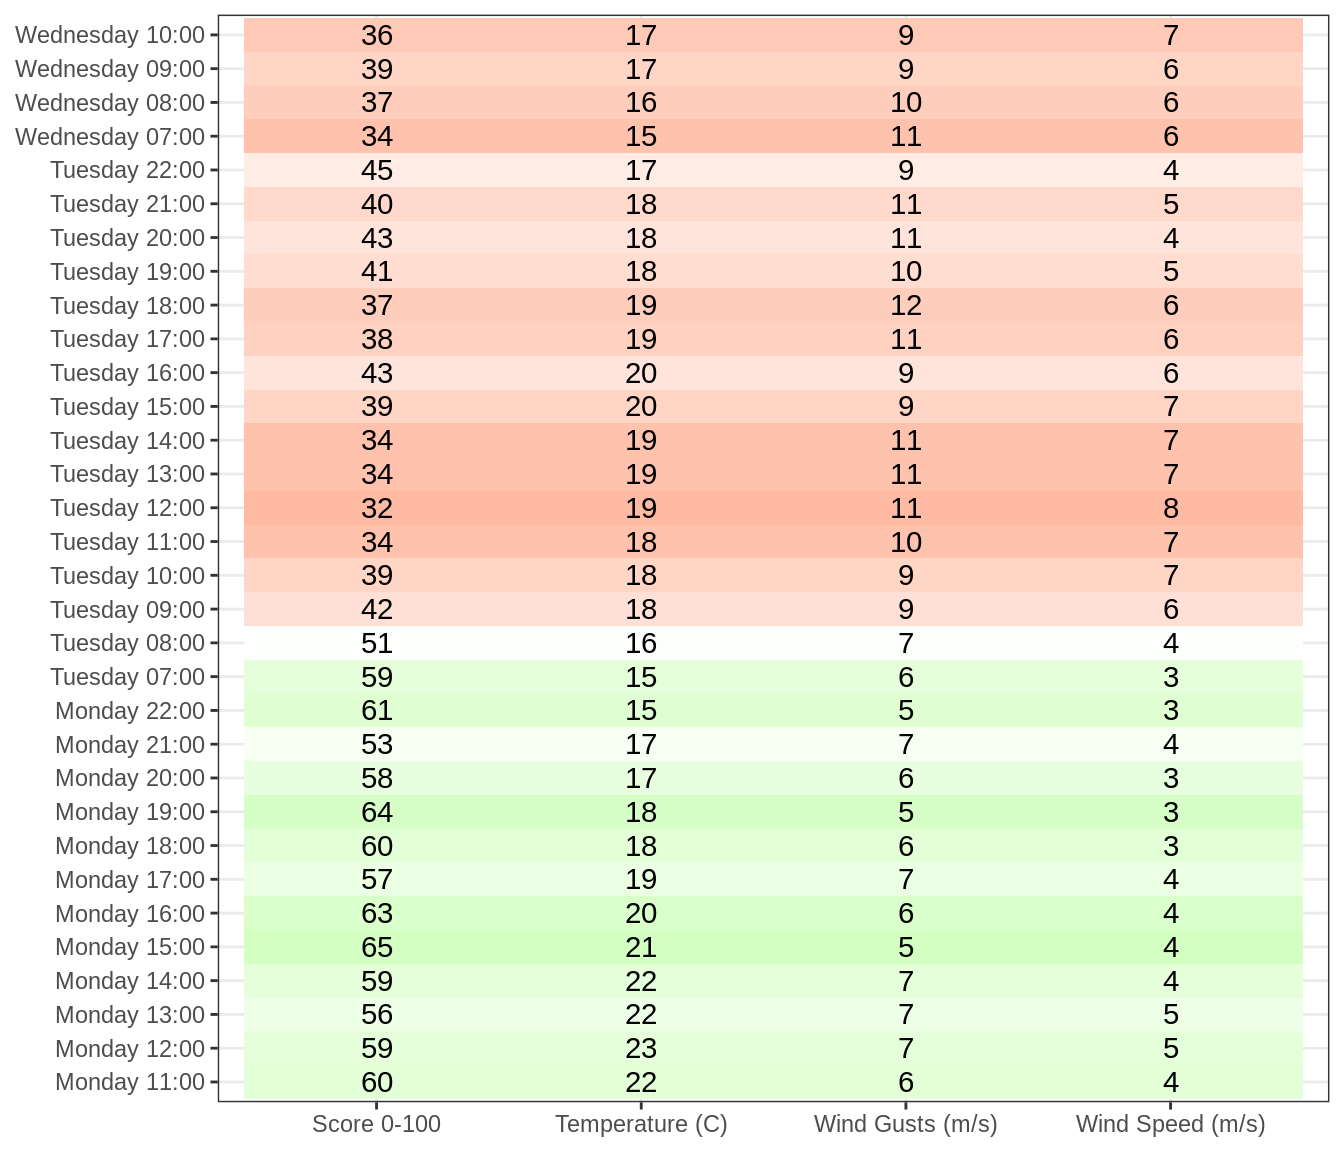 Wednesday 10:00 36 17 9 7
Wednesday 09:00 39 17 9 6
Wednesday 08:00 37 16 10 6
Wednesday 07:00 34 15 11 6
Tuesday 22:00 45 17 9 4
Tuesday 21:00 40 18 11 5
Tuesday 20:00 43 18 11 4
Tuesday 19:00 41 18 10 5
Tuesday 18:00 37 19 12 6
Tuesday 17:00 38 19 11 6
Tuesday 16:00 43 20 9 6
Tuesday 15:00 39 20 9 7
Tuesday 14:00 34 19 11 7
Tuesday 13:00 34 19 11 7
Tuesday 12:00 32 19 11 8
Tuesday 11:00 34 18 10 7
Tuesday 10:00 39 18 9 7
Tuesday 09:00 42 18 9 6
Tuesday 08:00 51 16 7 4
Tuesday 07:00 59 15 6 3
Monday 22:00 61 15 5 3
Monday 21:00 53 17 7 4
Monday 20:00 58 17 6 3
Monday 19:00 64 18 5 3
Monday 18:00 60 18 6 3
Monday 17:00 57 19 7 4
Monday 16:00 63 20 6 4
Monday 15:00 65 21 5 4
Monday 14:00 59 22 7 4
Monday 13:00 56 22 7 5
Monday 12:00 59 23 7 5
Monday 11:00 60 22 6 4
Score 0-100 Temperature (C) Wind Gusts (m/s) Wind Speed (m/s)